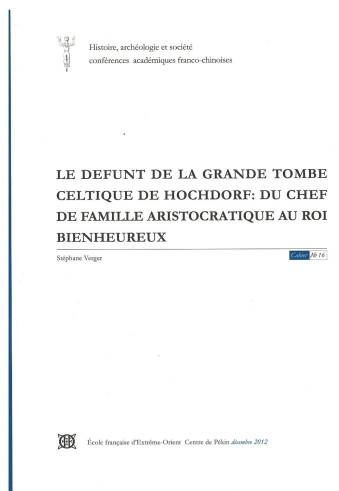 Histoire, archéologie et société
conférences académiques franco-chinoises
LE DEFUNT DE LA GRANDE TOMBE
CELTIQUE DE HOCHDORF: DU CHEF
DE FAMILLE ARISTOCRATIQUE AU ROI
BIENHEUREUX
Stéphane Verger
Cahier № 16
École française d'Extrême-Orient Centre de Pékin décembre 2012